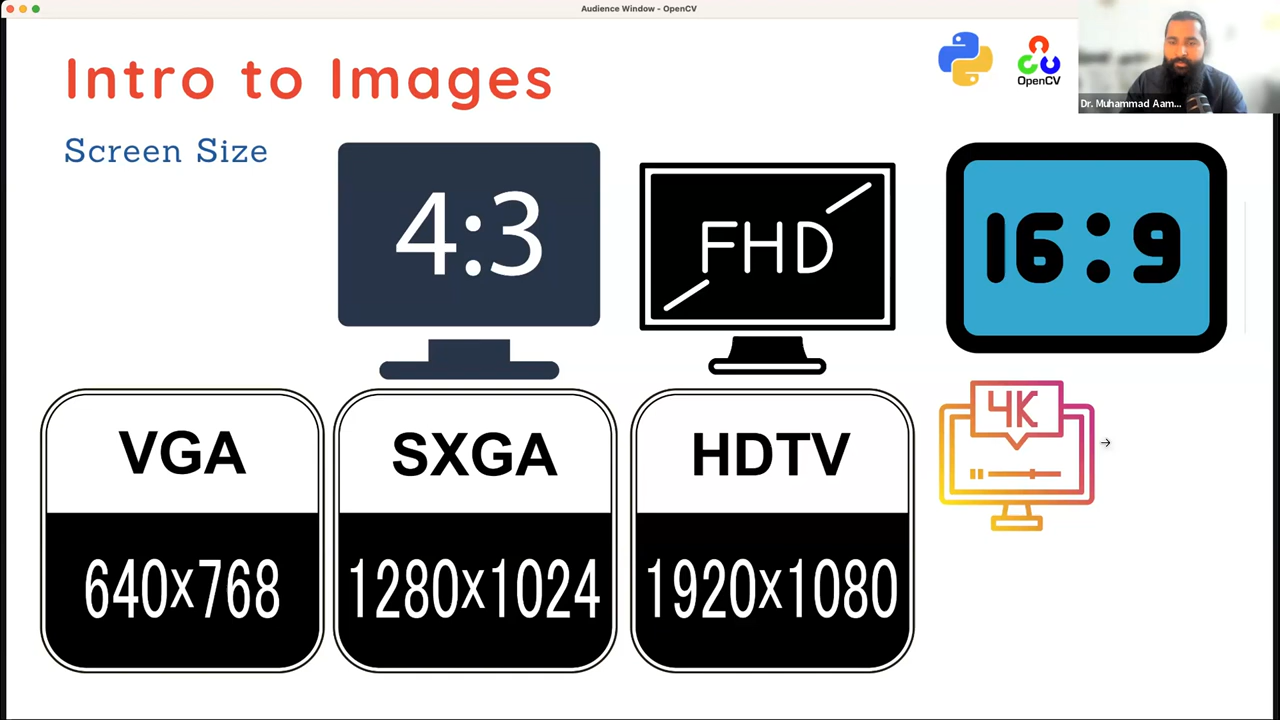 Audience Window - OpenCV
Intro to Images
OpenCV
Dr. Muhammad Aam...
Screen Size
4:3
FHD
16:9
4K
VGA
640x768
SXGA
1280x1024
HDTV
1920x1080